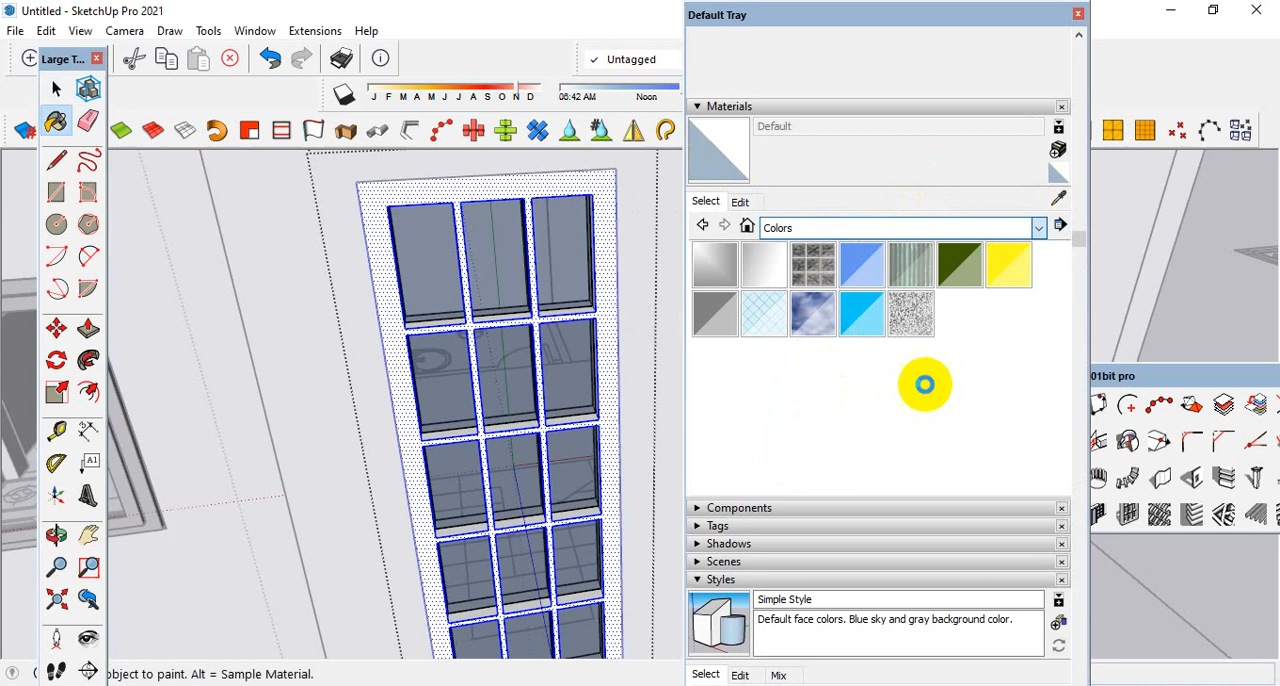 Untitled - SketchUp Pro 2021
File Edit View Camera Draw Tools Window Extensions Help
Large T...
Untagged
J F M A M J J A S O N D
06:42 AM Noon
Default Tray
Materials
Default
Select Edit
Colors
Components
Tags
Shadows
Scenes
Styles
Simple Style
Default face colors. Blue sky and gray background color.
Select Edit Mix
01bit pro
A1
object to paint. Alt = Sample Material.